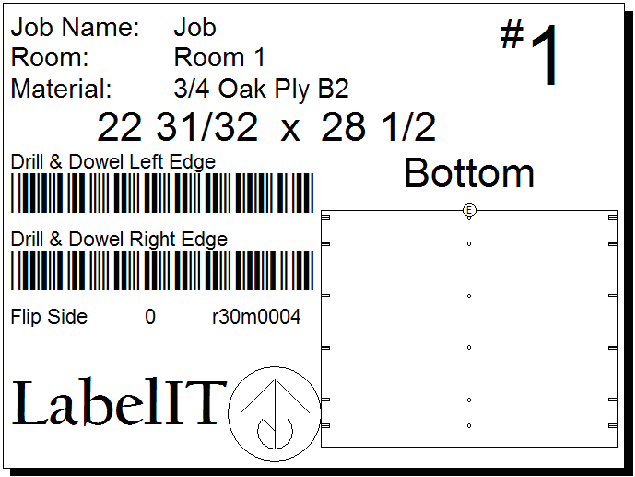 Job Name: Job
#1
Room: Room 1
Material: 3/4 Oak Ply B2
22 31/32 x 28 1/2
Drill & Dowel Left Edge
Bottom
E
Drill & Dowel Right Edge
Flip Side 0 r30m0004
LabelIT